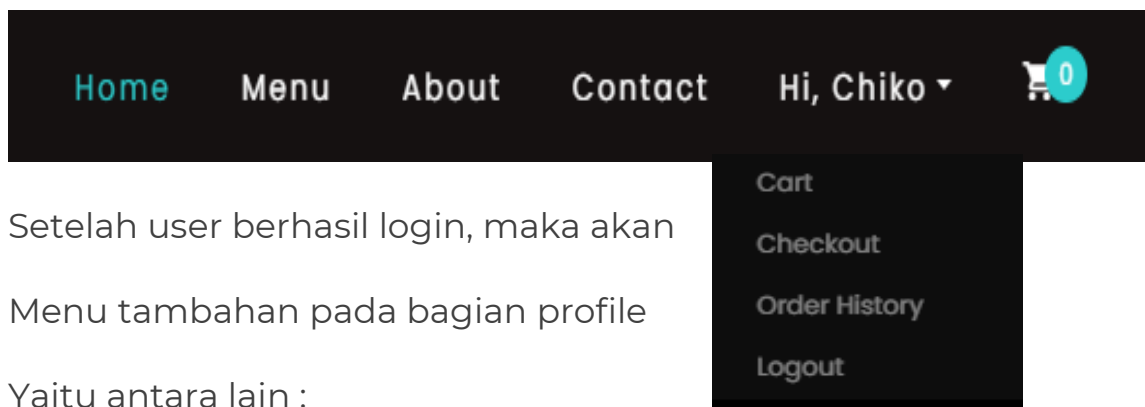 Home Menu About Contact Hi, Chiko 0
Cart
Checkout
Order History
Logout
Setelah user berhasil login, maka akan
Menu tambahan pada bagian profile
Yaitu antara lain :